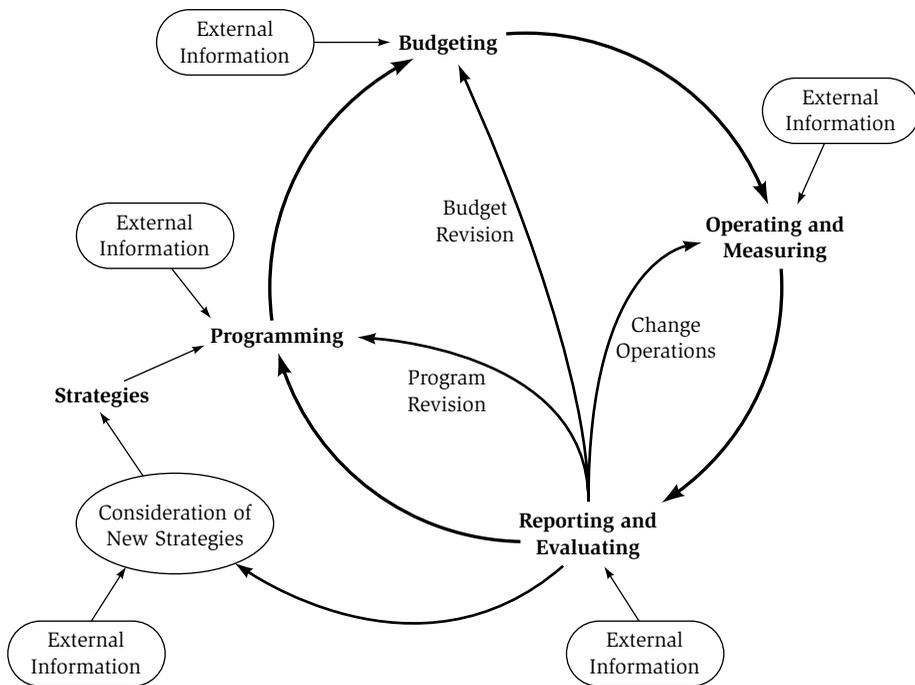 External
Information
Budgeting
External
Information
Budget
Revision
Operating and
Measuring
External
Information
Programming
Change
Operations
Program
Revision
Strategies
Consideration of
New Strategies
Reporting and
Evaluating
External
Information
External
Information